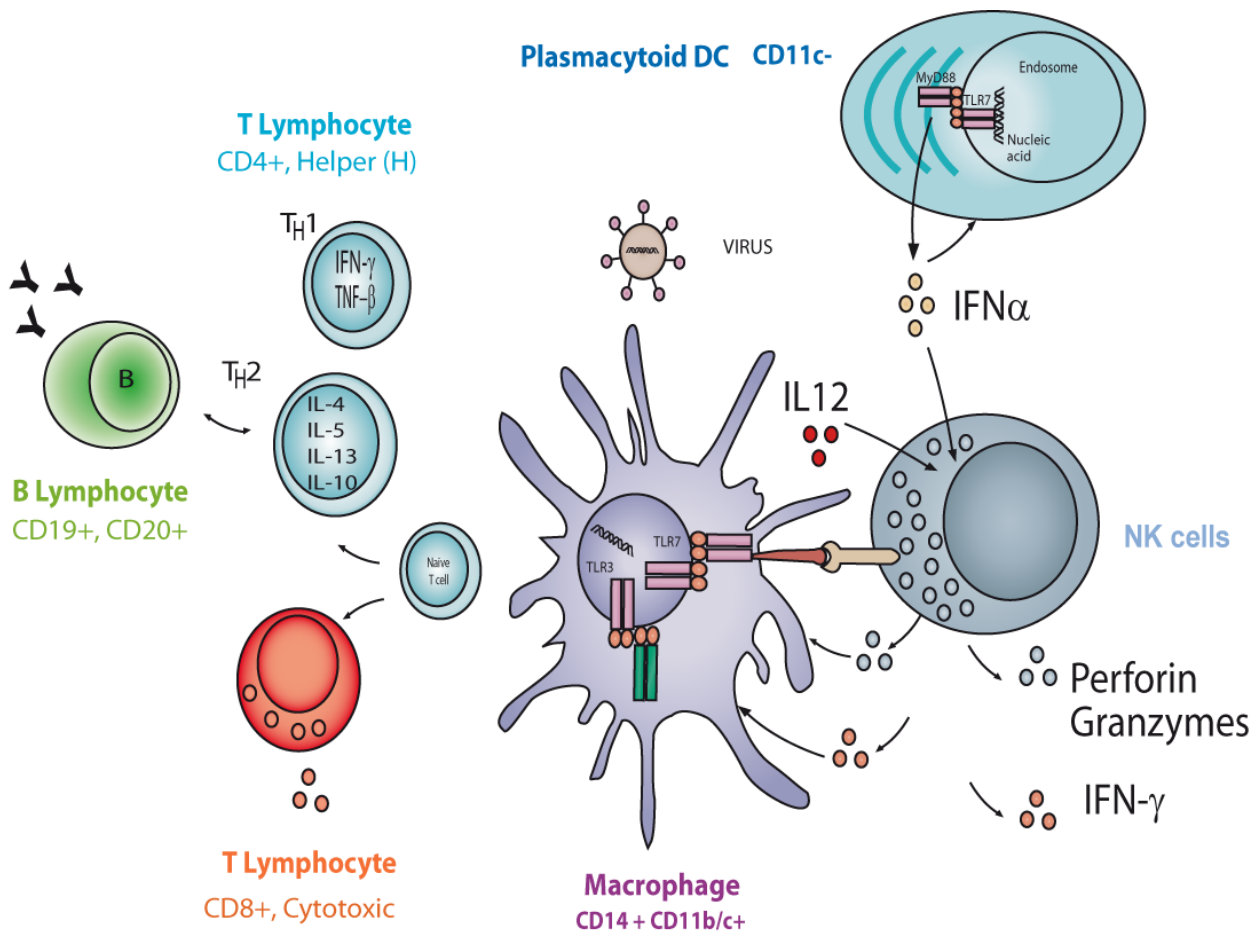 Plasmacytoid DC CD11c-
MyD88
Endosome
TLR7
Nucleic
acid
T Lymphocyte
CD4+, Helper (H)
TH1
IFN-γ
TNF-β
VIRUS
IFNα
B
TH2
IL-4
IL-5
IL-13
IL-10
IL12
B Lymphocyte
CD19+, CD20+
NK cells
Naive
T cell
TLR7
TLR3
Perforin
Granzymes
IFN-γ
T Lymphocyte
CD8+, Cytotoxic
Macrophage
CD14 + CD11b/c+